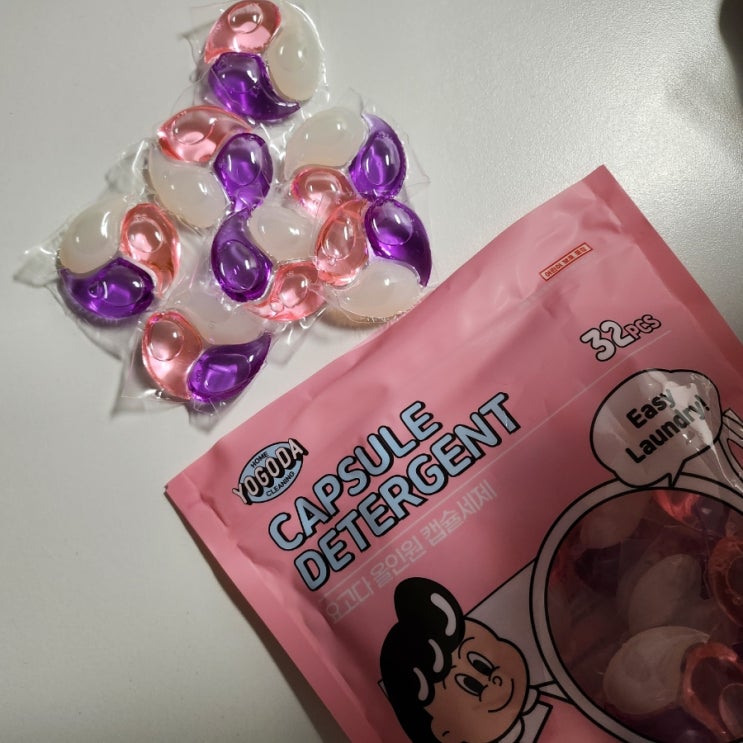 32PCS
Easy
Laundry!
HOME
YOGODA
CLEANING
CAPSULE
DETERGENT
요고다 올인원 캡슐세제